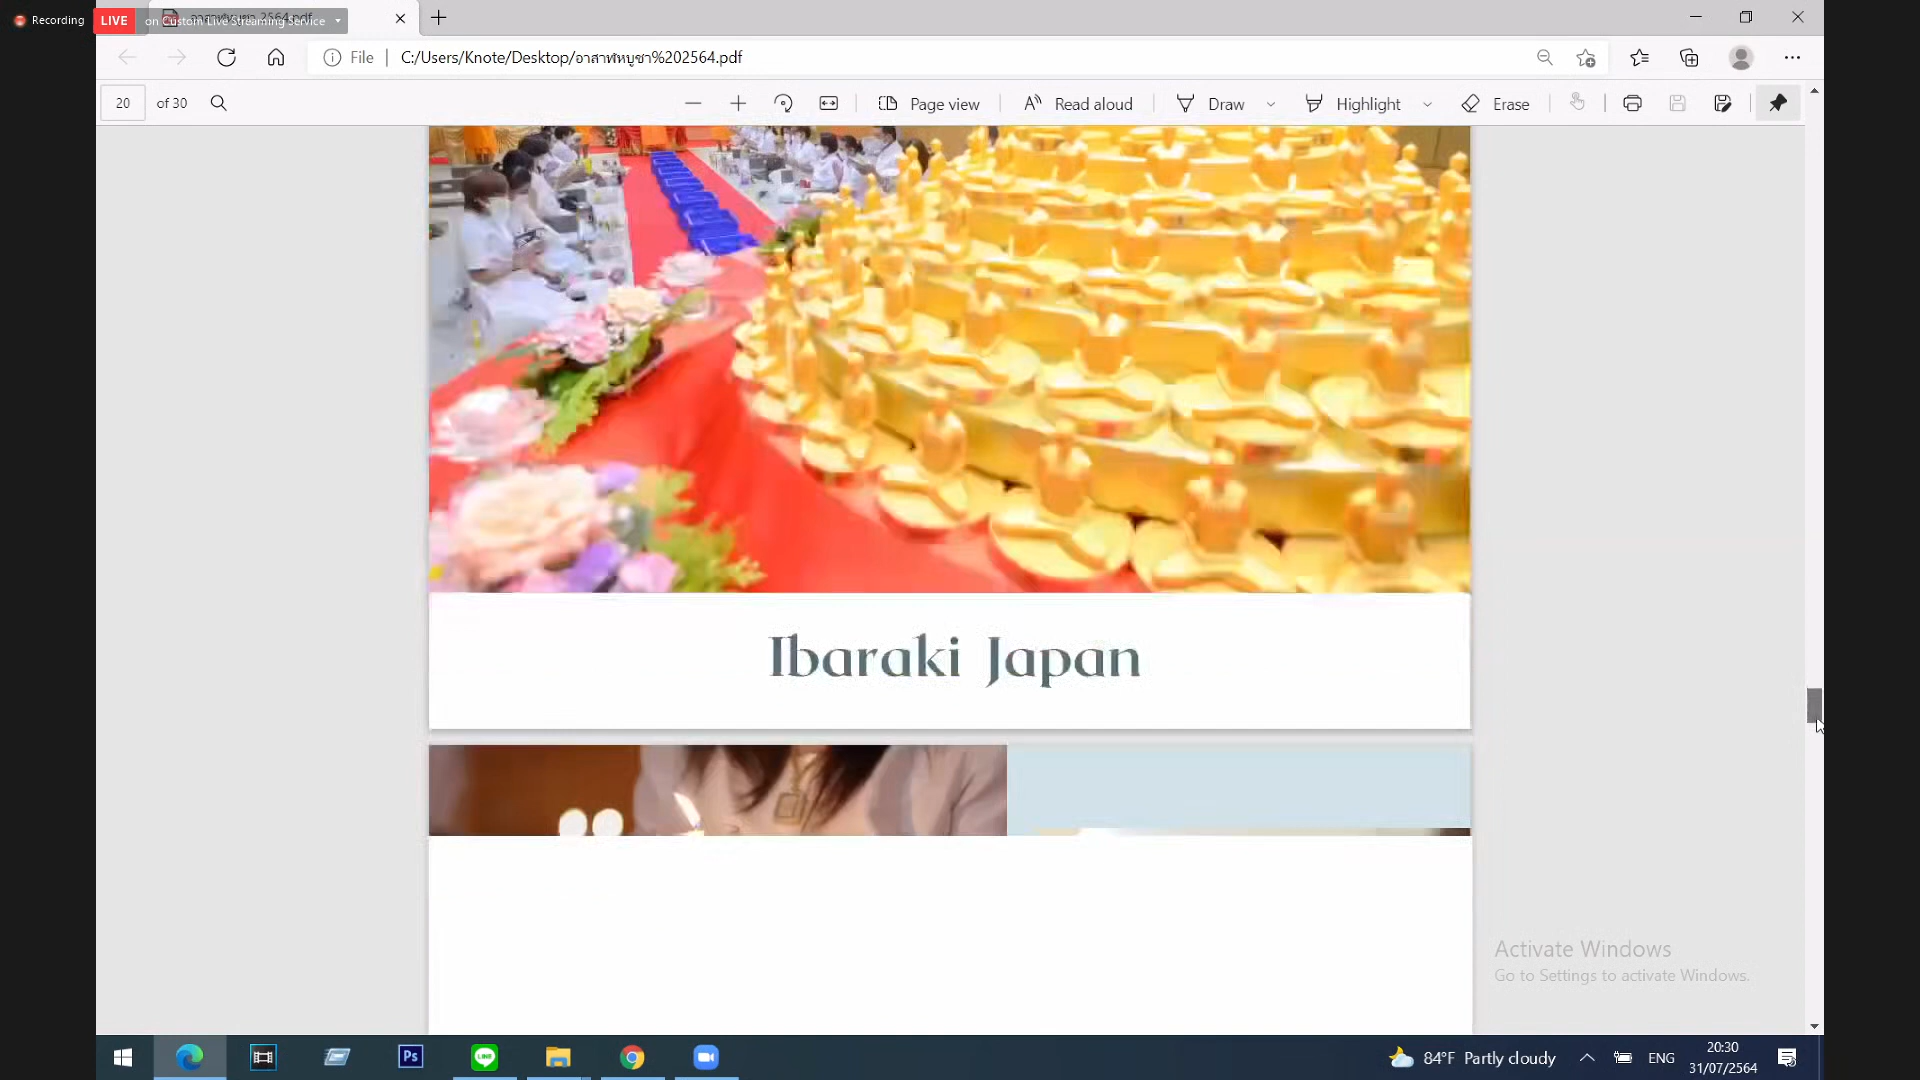 Recording
LIVE on Custom Live Streaming Service
File C:/Users/Knote/Desktop/อาสาฬหบูชา%202564.pdf
20 of 30
Page view
Read aloud
Draw
Highlight
Erase
Ibaraki Japan
Activate Windows
Go to Settings to activate Windows.
Ps
LINE
84°F Partly cloudy
ENG
20:30
31/07/2564